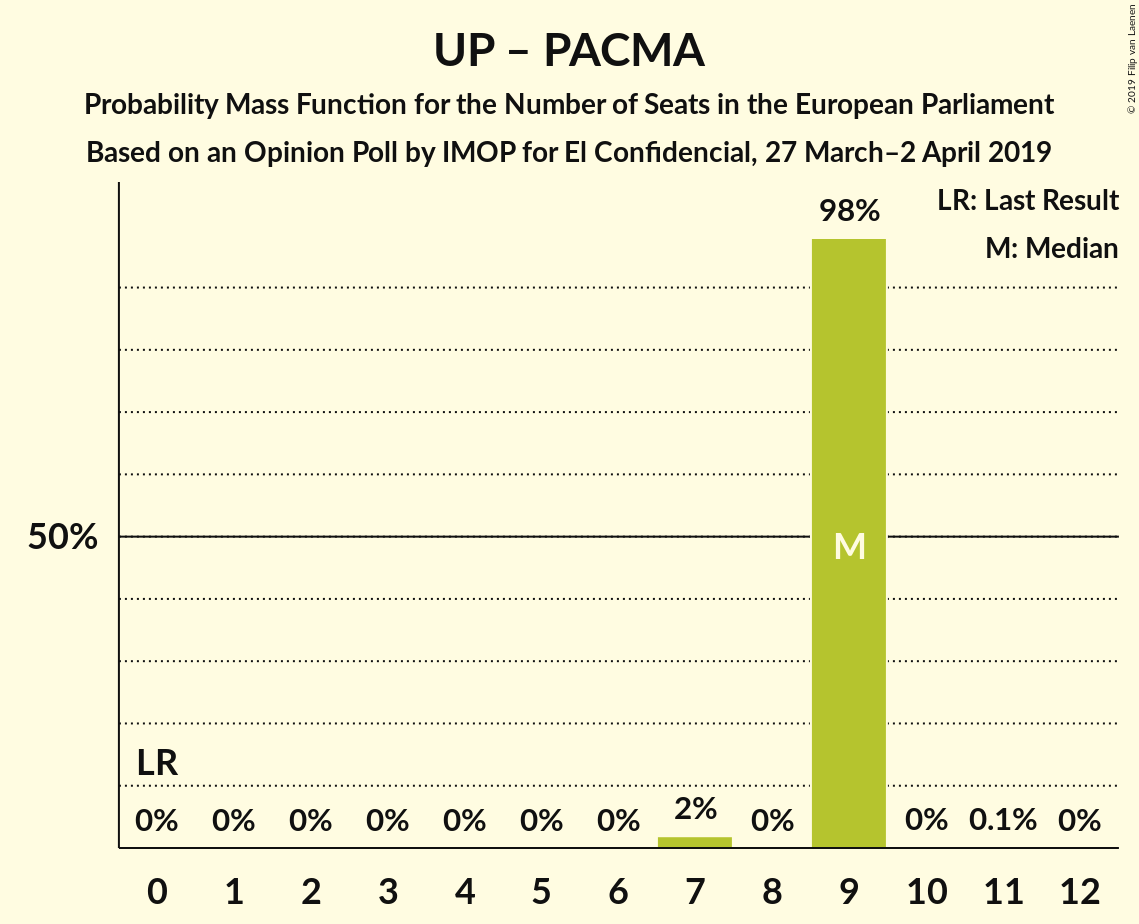 UP – PACMA
Probability Mass Function for the Number of Seats in the European Parliament
Based on an Opinion Poll by IMOP for El Confidencial, 27 March–2 April 2019
© 2019 Filip van Laenen
LR: Last Result
M: Median
98%
50%
M
LR
0% 0% 0% 0% 0% 0% 0% 2% 0% 0% 0.1% 0%
0 1 2 3 4 5 6 7 8 9 10 11 12